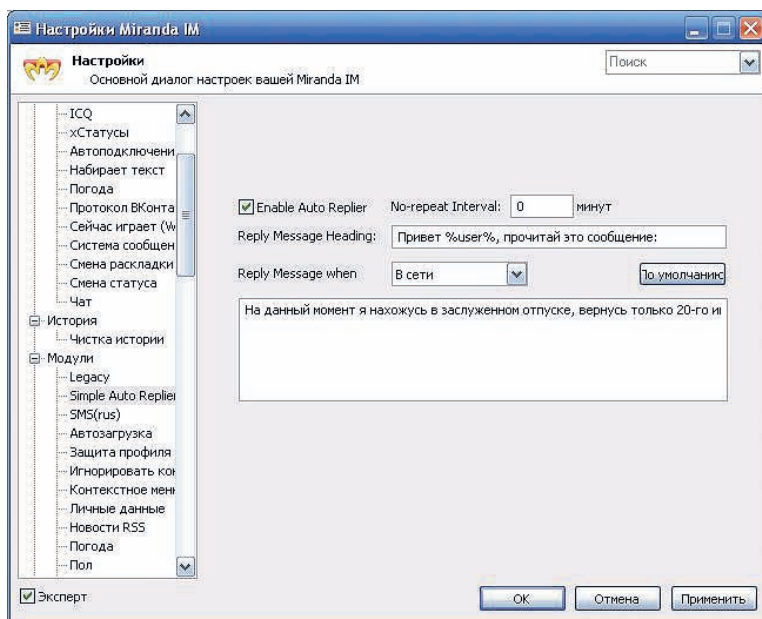 Настройки Miranda IM
Настройки
Основной диалог настроек вашей Miranda IM
Поиск
ICQ
хСтатусы
Автоподключени
Набирает текст
Погода
Протокол ВКонта
Сейчас играет (W
Система сообщен
Смена раскладки
Смена статуса
Чат
История
Чистка истории
Модули
Legacy
Simple Auto Replie
SMS(rus)
Автозагрузка
Защита профиля
Игнорировать кон
Контекстное мен
Личные данные
Новости RSS
Погода
Пол
Эксперт
Enable Auto Replier No-repeat Interval: 0 минут
Reply Message Heading: Привет %user%, прочитай это сообщение:
Reply Message when В сети По умолчанию
На данный момент я нахожусь в заслуженном отпуске, вернусь только 20-го и
OK Отмена Применить